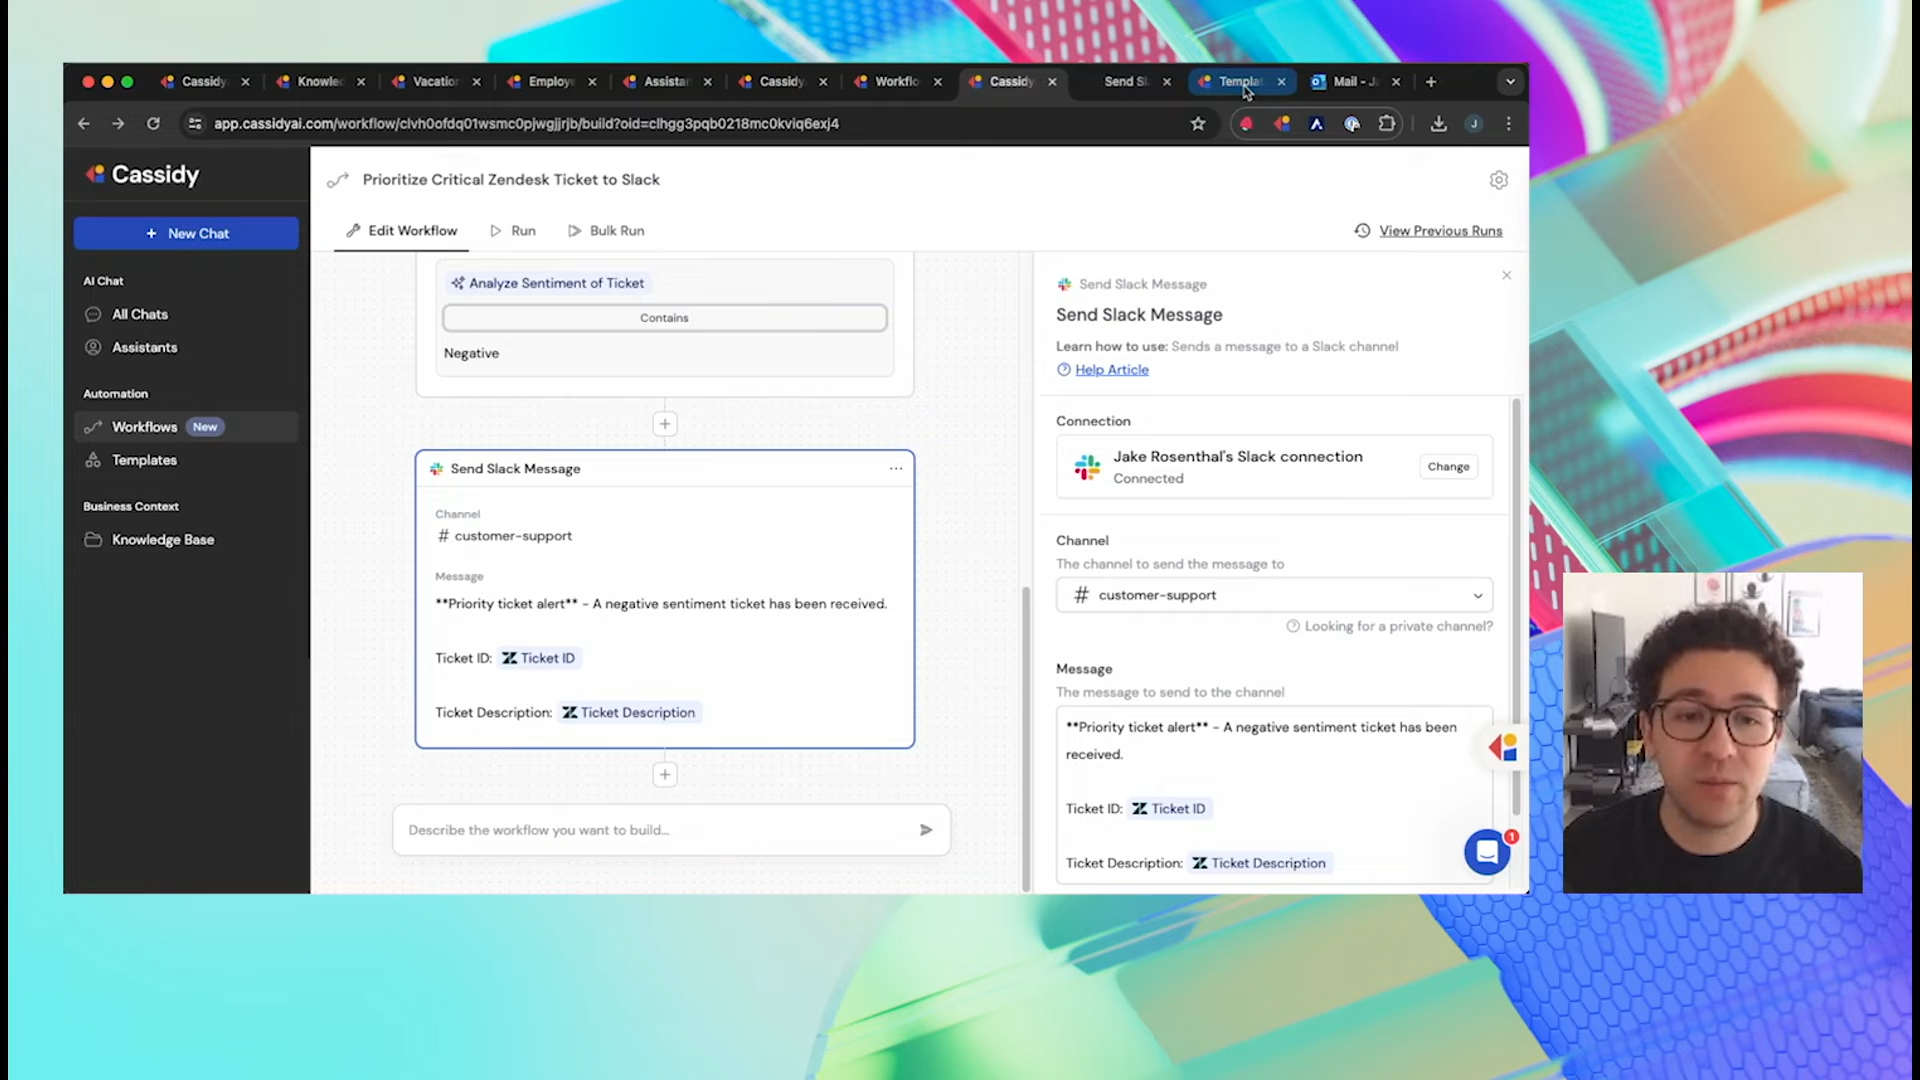 Cassidy
Knowle
Vacation
Employe
Assistan
Cassidy
Workflo
Cassidy
Send Sl
Templat
Mail - J
app.cassidyai.com/workflow/clvh0ofdq01wsmc0pjwgjjrjb/build?oid=clhgg3pqb0218mc0kviq6exj4
J
Cassidy
+ New Chat
AI Chat
All Chats
Assistants
Automation
Workflows New
Templates
Business Context
Knowledge Base
Prioritize Critical Zendesk Ticket to Slack
Edit Workflow
Run
Bulk Run
View Previous Runs
Analyze Sentiment of Ticket
Contains
Negative
Send Slack Message
Channel
# customer-support
Message
**Priority ticket alert** - A negative sentiment ticket has been received.
Ticket ID: Ticket ID
Ticket Description: Ticket Description
Describe the workflow you want to build...
Send Slack Message
Send Slack Message
Learn how to use: Sends a message to a Slack channel
Help Article
Connection
Jake Rosenthal's Slack connection
Connected
Change
Channel
The channel to send the message to
# customer-support
Looking for a private channel?
Message
The message to send to the channel
**Priority ticket alert** - A negative sentiment ticket has been
received.
Ticket ID: Ticket ID
Ticket Description: Ticket Description
1